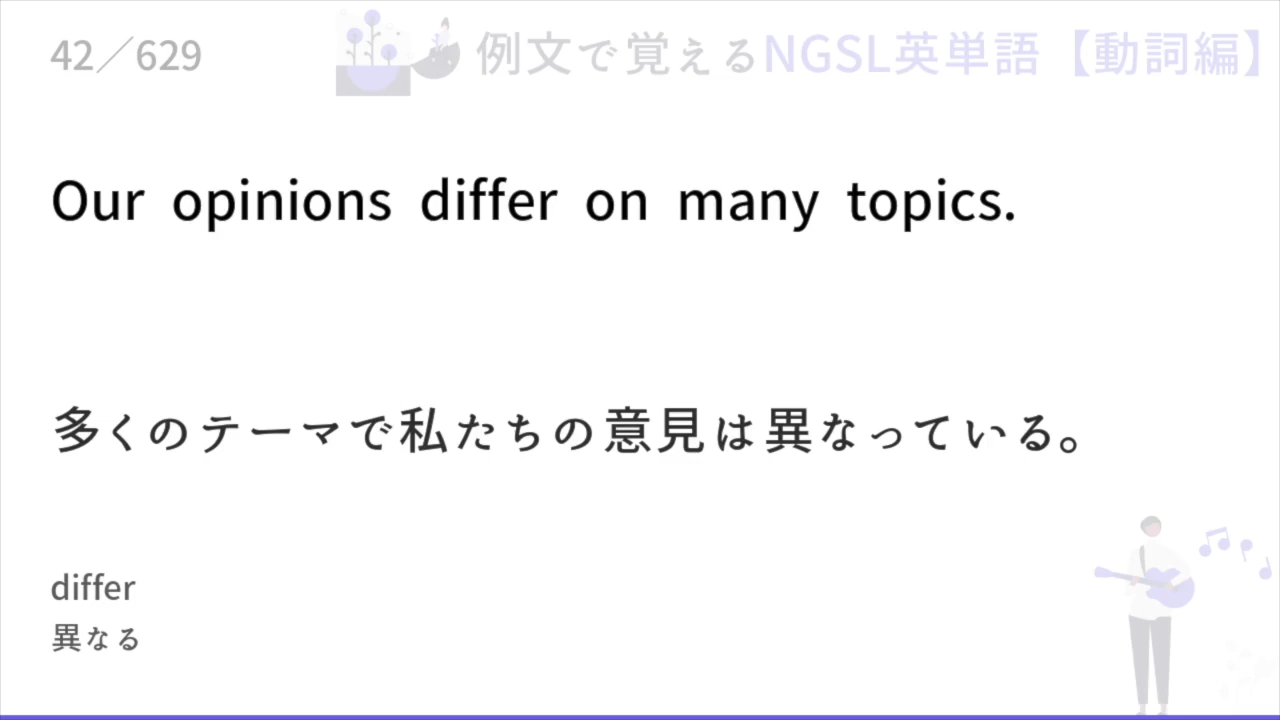 42／629
例文で覚えるNGSL英単語【動詞編】
Our opinions differ on many topics.
多くのテーマで私たちの意見は異なっている。
differ
異なる